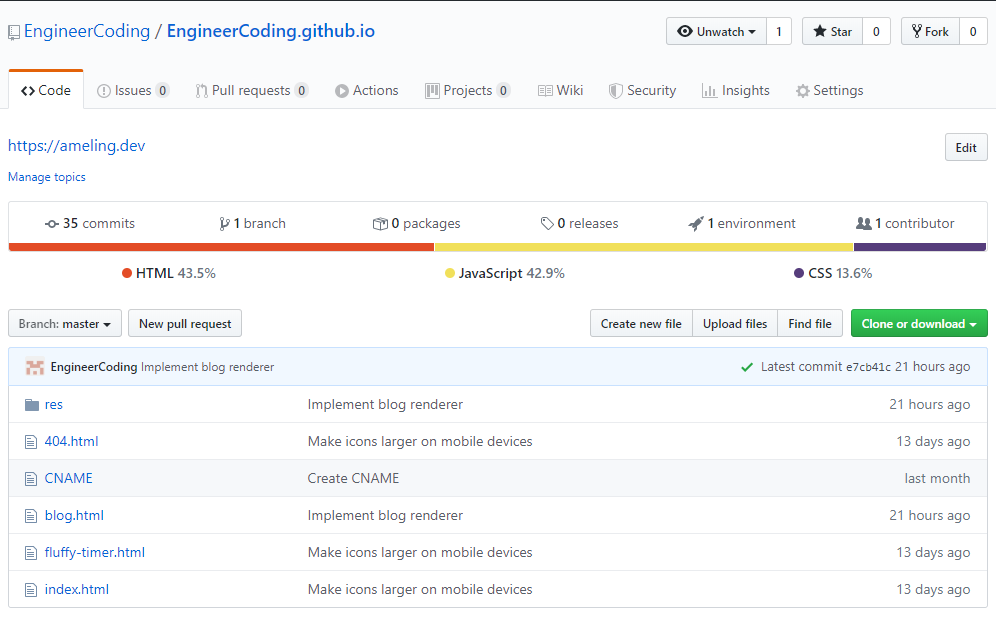 EngineerCoding / EngineerCoding.github.io Unwatch 1 Star 0 Fork 0
Code Issues 0 Pull requests 0 Actions Projects 0 Wiki Security Insights Settings
https://ameling.dev Edit
Manage topics
35 commits 1 branch 0 packages 0 releases 1 environment 1 contributor
HTML 43.5% JavaScript 42.9% CSS 13.6%
Branch: master New pull request Create new file Upload files Find file Clone or download
EngineerCoding Implement blog renderer Latest commit e7cb41c 21 hours ago
res Implement blog renderer 21 hours ago
404.html Make icons larger on mobile devices 13 days ago
CNAME Create CNAME last month
blog.html Implement blog renderer 21 hours ago
fluffy-timer.html Make icons larger on mobile devices 13 days ago
index.html Make icons larger on mobile devices 13 days ago